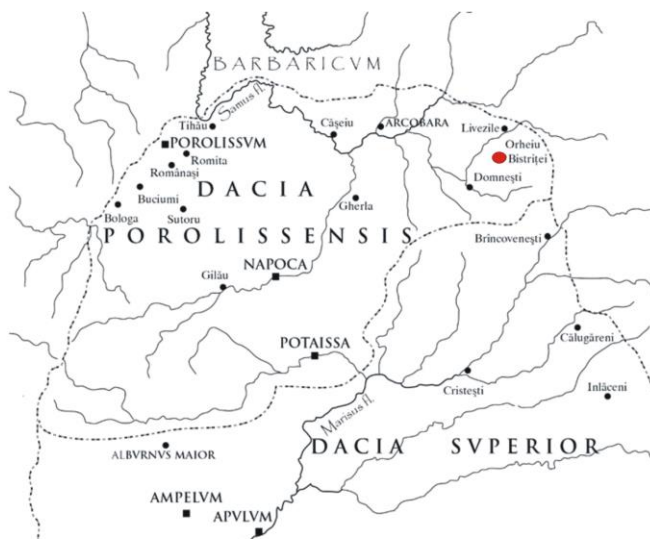 BARBARICVM
Samus fl.
Tihău
Cășeiu
ARCOBARA
Livezile
POROLISSVM
Orheiu
Bistriței
Romita
Românași
DACIA
Domnești
Buciumi
Gherla
Bologa
Sutoru
POROLISSENSIS
Brîncovenești
NAPOCA
Gilău
POTAISSA
Călugăreni
Cristești
Inlăceni
Marisus fl.
DACIA SVPERIOR
ALBVRNVS MAIOR
AMPELVM
APVLVM